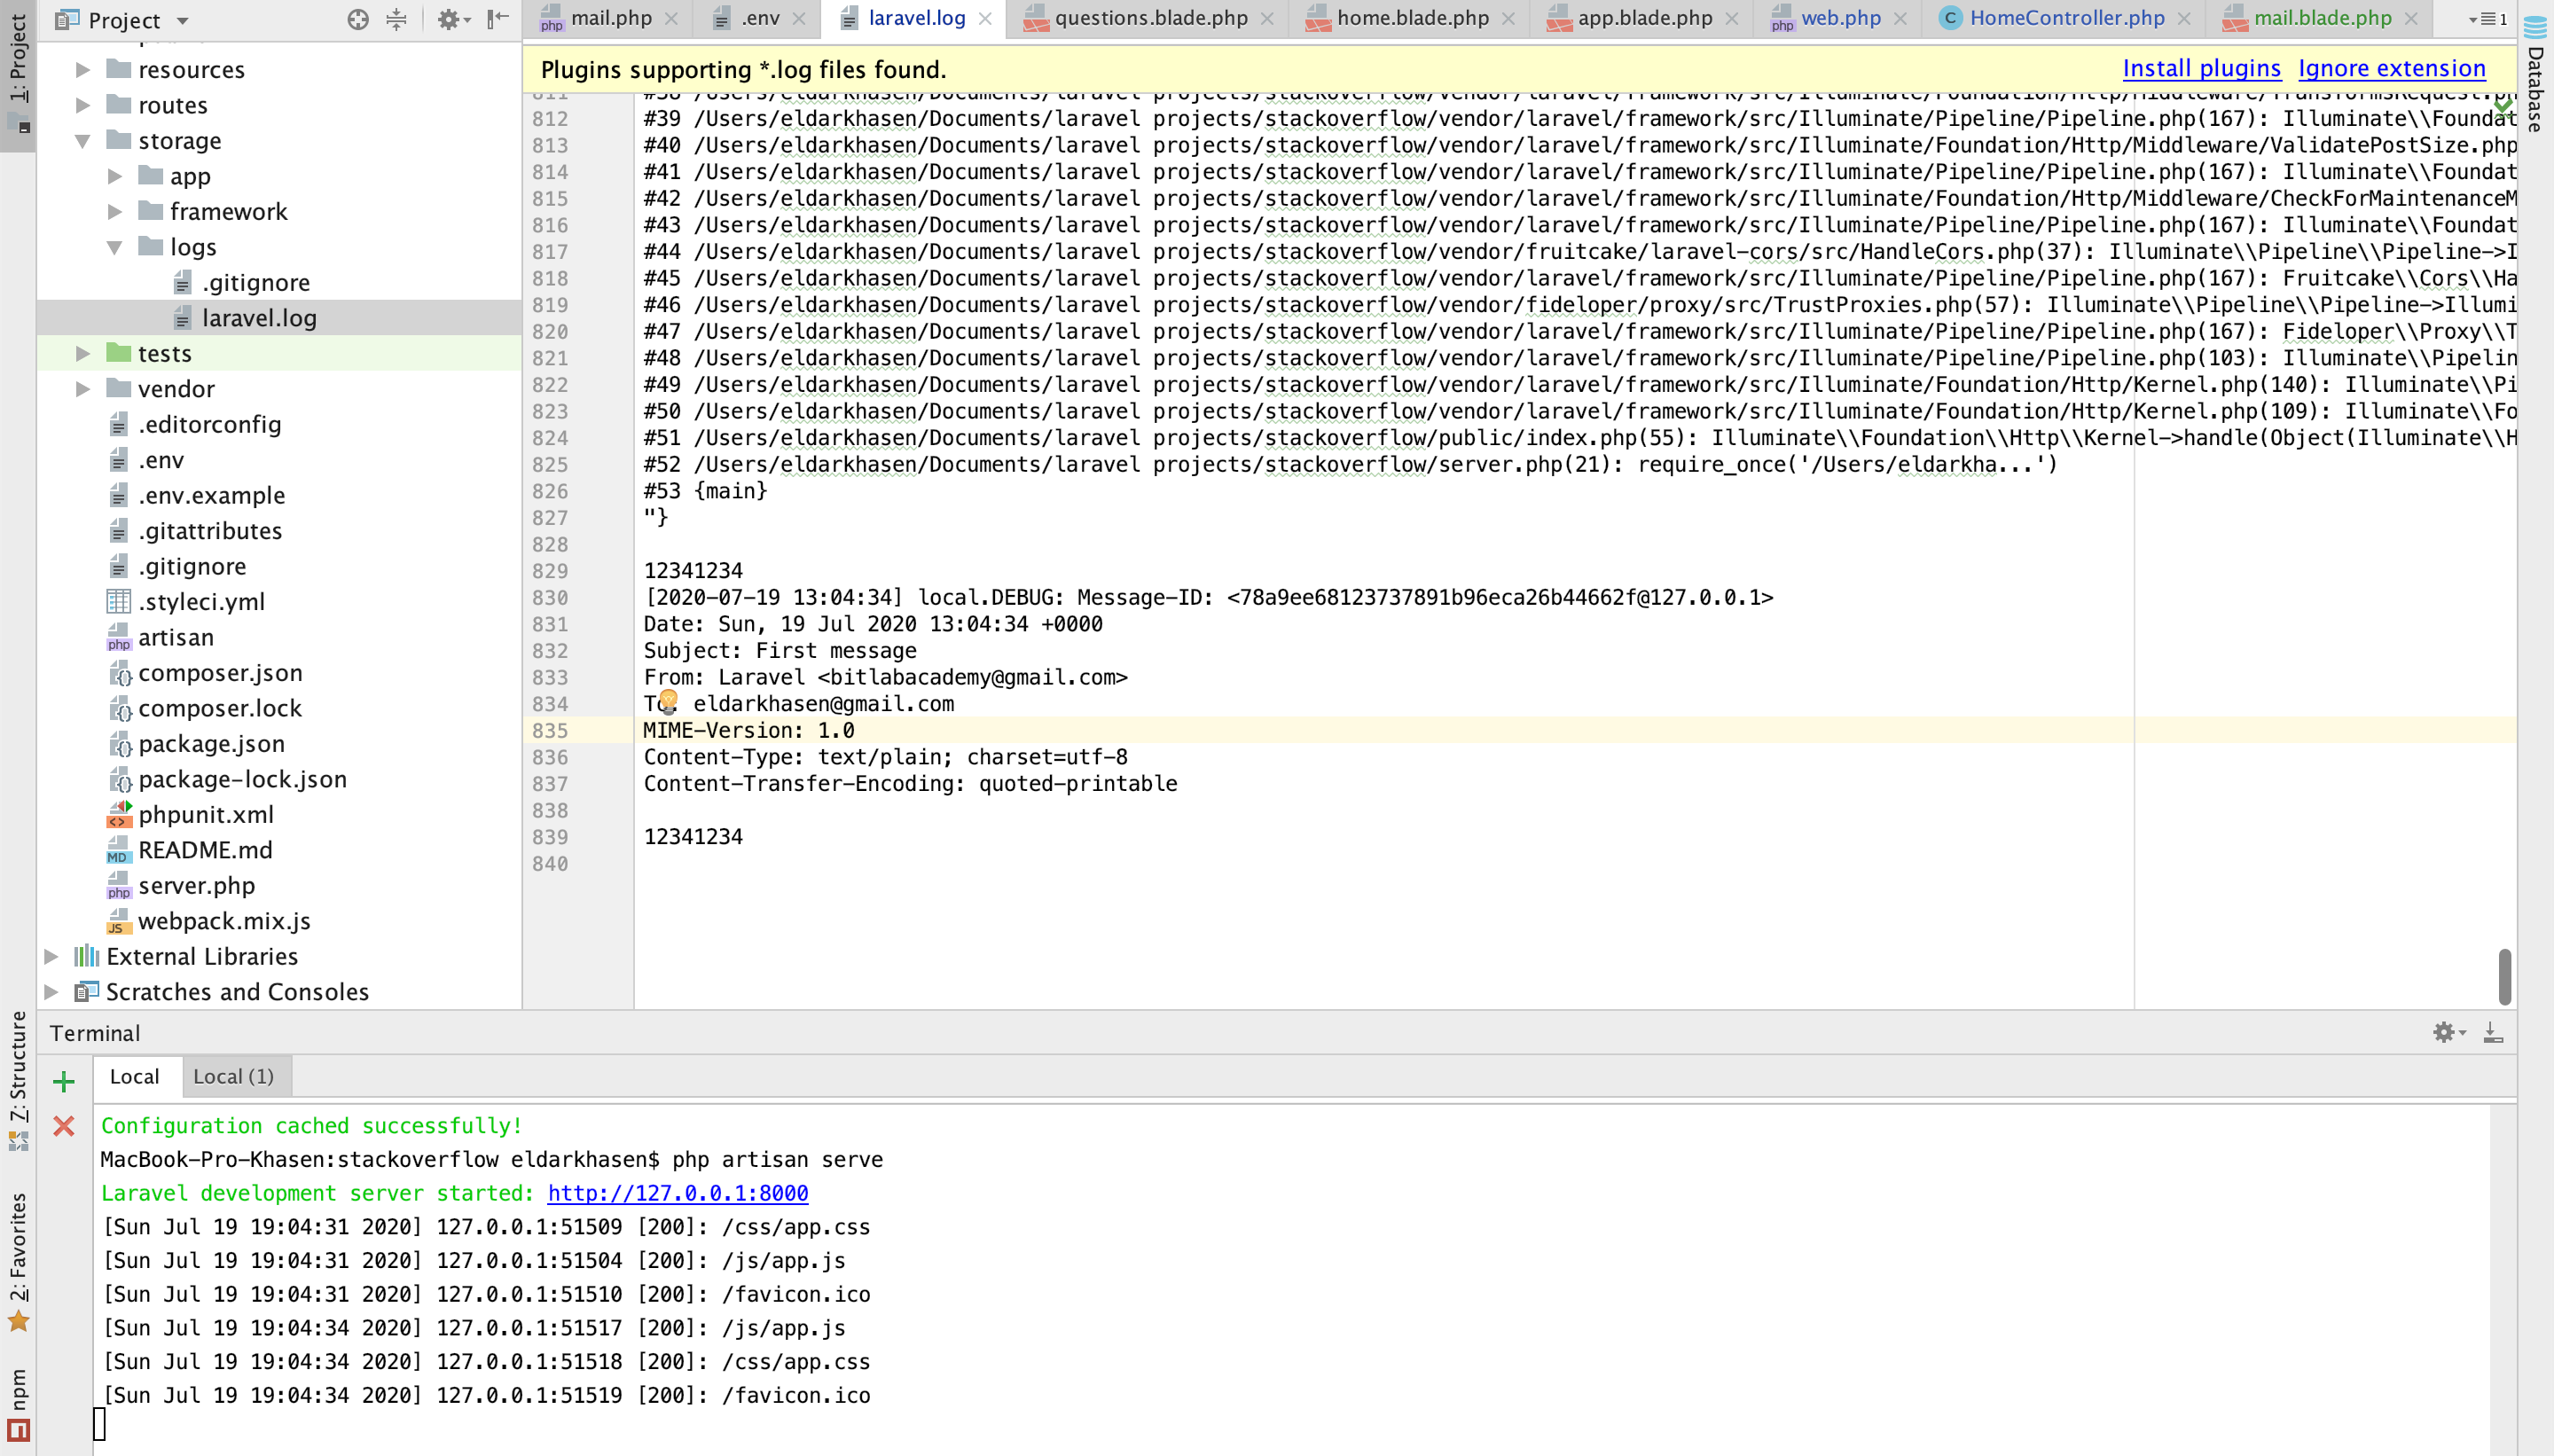 Project
mail.php
.env
laravel.log
questions.blade.php
home.blade.php
app.blade.php
web.php
HomeController.php
mail.blade.php
1
1: Project
Database
Plugins supporting *.log files found.
Install plugins
Ignore extension
resources
routes
storage
app
framework
logs
.gitignore
laravel.log
tests
vendor
.editorconfig
.env
.env.example
.gitattributes
.gitignore
.styleci.yml
artisan
composer.json
composer.lock
package.json
package-lock.json
phpunit.xml
README.md
server.php
webpack.mix.js
External Libraries
Scratches and Consoles
812 #39 /Users/eldarkhasen/Documents/laravel projects/stackoverflow/vendor/laravel/framework/src/Illuminate/Pipeline/Pipeline.php(167): Illuminate\\Foundat
813 #40 /Users/eldarkhasen/Documents/laravel projects/stackoverflow/vendor/laravel/framework/src/Illuminate/Foundation/Http/Middleware/ValidatePostSize.php
814 #41 /Users/eldarkhasen/Documents/laravel projects/stackoverflow/vendor/laravel/framework/src/Illuminate/Pipeline/Pipeline.php(167): Illuminate\\Foundat
815 #42 /Users/eldarkhasen/Documents/laravel projects/stackoverflow/vendor/laravel/framework/src/Illuminate/Foundation/Http/Middleware/CheckForMaintenanceM
816 #43 /Users/eldarkhasen/Documents/laravel projects/stackoverflow/vendor/laravel/framework/src/Illuminate/Pipeline/Pipeline.php(167): Illuminate\\Foundat
817 #44 /Users/eldarkhasen/Documents/laravel projects/stackoverflow/vendor/fruitcake/laravel-cors/src/HandleCors.php(37): Illuminate\\Pipeline\\Pipeline->I
818 #45 /Users/eldarkhasen/Documents/laravel projects/stackoverflow/vendor/laravel/framework/src/Illuminate/Pipeline/Pipeline.php(167): Fruitcake\\Cors\\Ha
819 #46 /Users/eldarkhasen/Documents/laravel projects/stackoverflow/vendor/fideloper/proxy/src/TrustProxies.php(57): Illuminate\\Pipeline\\Pipeline->Illumi
820 #47 /Users/eldarkhasen/Documents/laravel projects/stackoverflow/vendor/laravel/framework/src/Illuminate/Pipeline/Pipeline.php(167): Fideloper\\Proxy\\T
821 #48 /Users/eldarkhasen/Documents/laravel projects/stackoverflow/vendor/laravel/framework/src/Illuminate/Pipeline/Pipeline.php(103): Illuminate\\Pipelin
822 #49 /Users/eldarkhasen/Documents/laravel projects/stackoverflow/vendor/laravel/framework/src/Illuminate/Foundation/Http/Kernel.php(140): Illuminate\\Pi
823 #50 /Users/eldarkhasen/Documents/laravel projects/stackoverflow/vendor/laravel/framework/src/Illuminate/Foundation/Http/Kernel.php(109): Illuminate\\Fo
824 #51 /Users/eldarkhasen/Documents/laravel projects/stackoverflow/public/index.php(55): Illuminate\\Foundation\\Http\\Kernel->handle(Object(Illuminate\\H
825 #52 /Users/eldarkhasen/Documents/laravel projects/stackoverflow/server.php(21): require_once('/Users/eldarkha...')
826 #53 {main}
827 "}
828
829 12341234
830 [2020-07-19 13:04:34] local.DEBUG: Message-ID: <78a9ee68123737891b96eca26b44662f@127.0.0.1>
831 Date: Sun, 19 Jul 2020 13:04:34 +0000
832 Subject: First message
833 From: Laravel <bitlabacademy@gmail.com>
834 To: eldarkhasen@gmail.com
835 MIME-Version: 1.0
836 Content-Type: text/plain; charset=utf-8
837 Content-Transfer-Encoding: quoted-printable
838
839 12341234
840
Terminal
Local
Local (1)
Configuration cached successfully!
MacBook-Pro-Khasen:stackoverflow eldarkhasen$ php artisan serve
Laravel development server started: http://127.0.0.1:8000
[Sun Jul 19 19:04:31 2020] 127.0.0.1:51509 [200]: /css/app.css
[Sun Jul 19 19:04:31 2020] 127.0.0.1:51504 [200]: /js/app.js
[Sun Jul 19 19:04:31 2020] 127.0.0.1:51510 [200]: /favicon.ico
[Sun Jul 19 19:04:34 2020] 127.0.0.1:51517 [200]: /js/app.js
[Sun Jul 19 19:04:34 2020] 127.0.0.1:51518 [200]: /css/app.css
[Sun Jul 19 19:04:34 2020] 127.0.0.1:51519 [200]: /favicon.ico
7: Structure
2: Favorites
npm